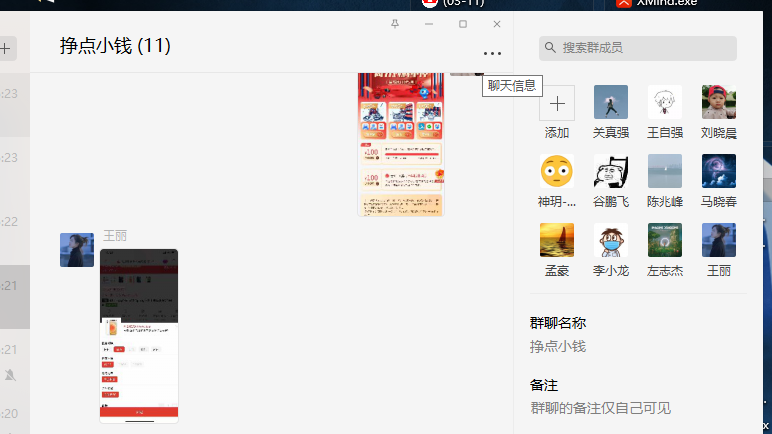 (03-11)
XMind.exe
挣点小钱 (11)
搜索群成员
聊天信息
:23
:23
:22
:21
:21
:20
添加
关真强
王自强
刘晓晨
神玥-...
谷鹏飞
陈兆峰
马晓春
孟豪
李小龙
左志杰
王丽
王丽
¥100
¥100
群聊名称
挣点小钱
备注
群聊的备注仅自己可见